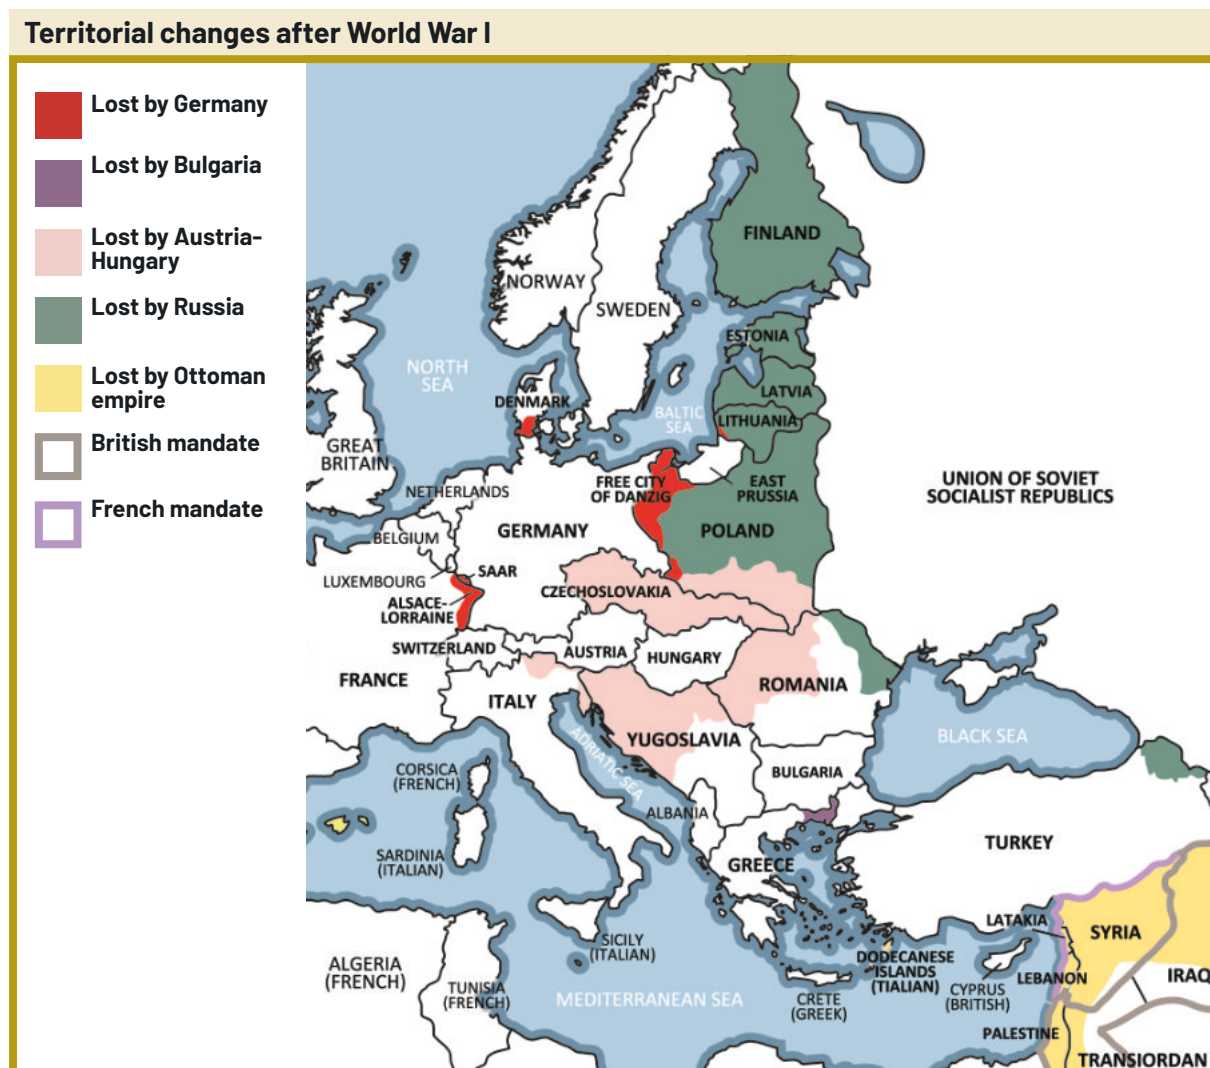 Territorial changes after World War I
Lost by Germany
Lost by Bulgaria
Lost by Austria-
Hungary
Lost by Russia
Lost by Ottoman
empire
British mandate
French mandate
FINLAND
NORWAY
SWEDEN
ESTONIA
NORTH
SEA
LATVIA
DENMARK
BALTIC
SEA
LITHUANIA
GREAT
BRITAIN
FREE CITY
OF DANZIG
EAST
PRUSSIA
UNION OF SOVIET
SOCIALIST REPUBLICS
NETHERLANDS
GERMANY
POLAND
BELGIUM
SAAR
LUXEMBOURG
CZECHOSLOVAKIA
ALSACE-
LORRAINE
SWITZERLAND
AUSTRIA
HUNGARY
FRANCE
ITALY
ROMANIA
ADRIATIC SEA
YUGOSLAVIA
BLACK SEA
CORSICA
(FRENCH)
BULGARIA
ALBANIA
SARDINIA
(ITALIAN)
GREECE
TURKEY
LATAKIA
SYRIA
SICILY
(ITALIAN)
ALGERIA
(FRENCH)
DODECANESE
ISLANDS
(TIALIAN)
LEBANON
IRAQ
TUNISIA
(FRENCH)
MEDITERRANEAN SEA
CRETE
(GREEK)
CYPRUS
(BRITISH)
PALESTINE
TRANSIORDAN